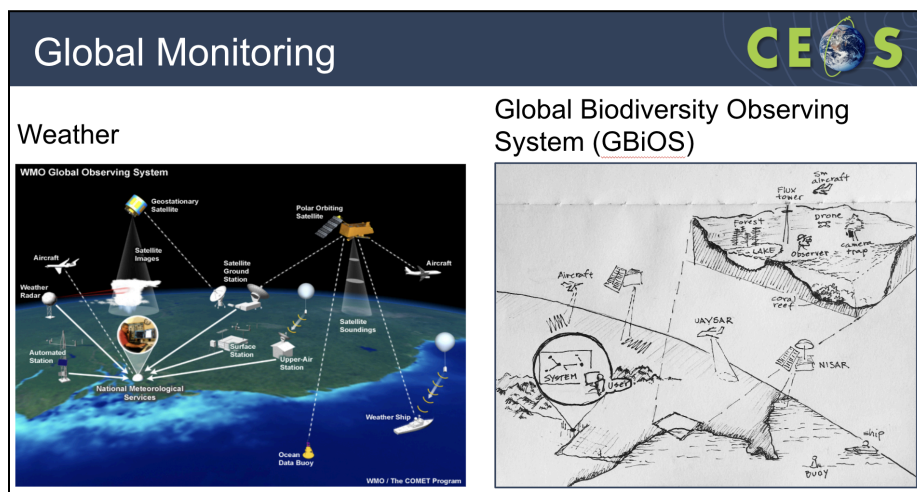 Global Monitoring
CEOS
Weather
Global Biodiversity Observing
System (GBiOS)
WMO Global Observing System
Geostationary
Satellite
Polar Orbiting
Satellite
Satellite
Images
Aircraft
Satellite
Ground
Station
Aircraft
Weather
Radar
Satellite
Soundings
Automated
Station
Surface
Station
Upper-Air
Station
National Meteorological
Services
Weather Ship
Ocean
Data Buoy
WMO / The COMET Program
Sm
aircraft
Flux
tower
Forest
Drone
LAKE
OBSERVER
camera
trap
Aircraft
coral
reef
UAVSAR
SYSTEM
User
NISAR
ship
BUOY